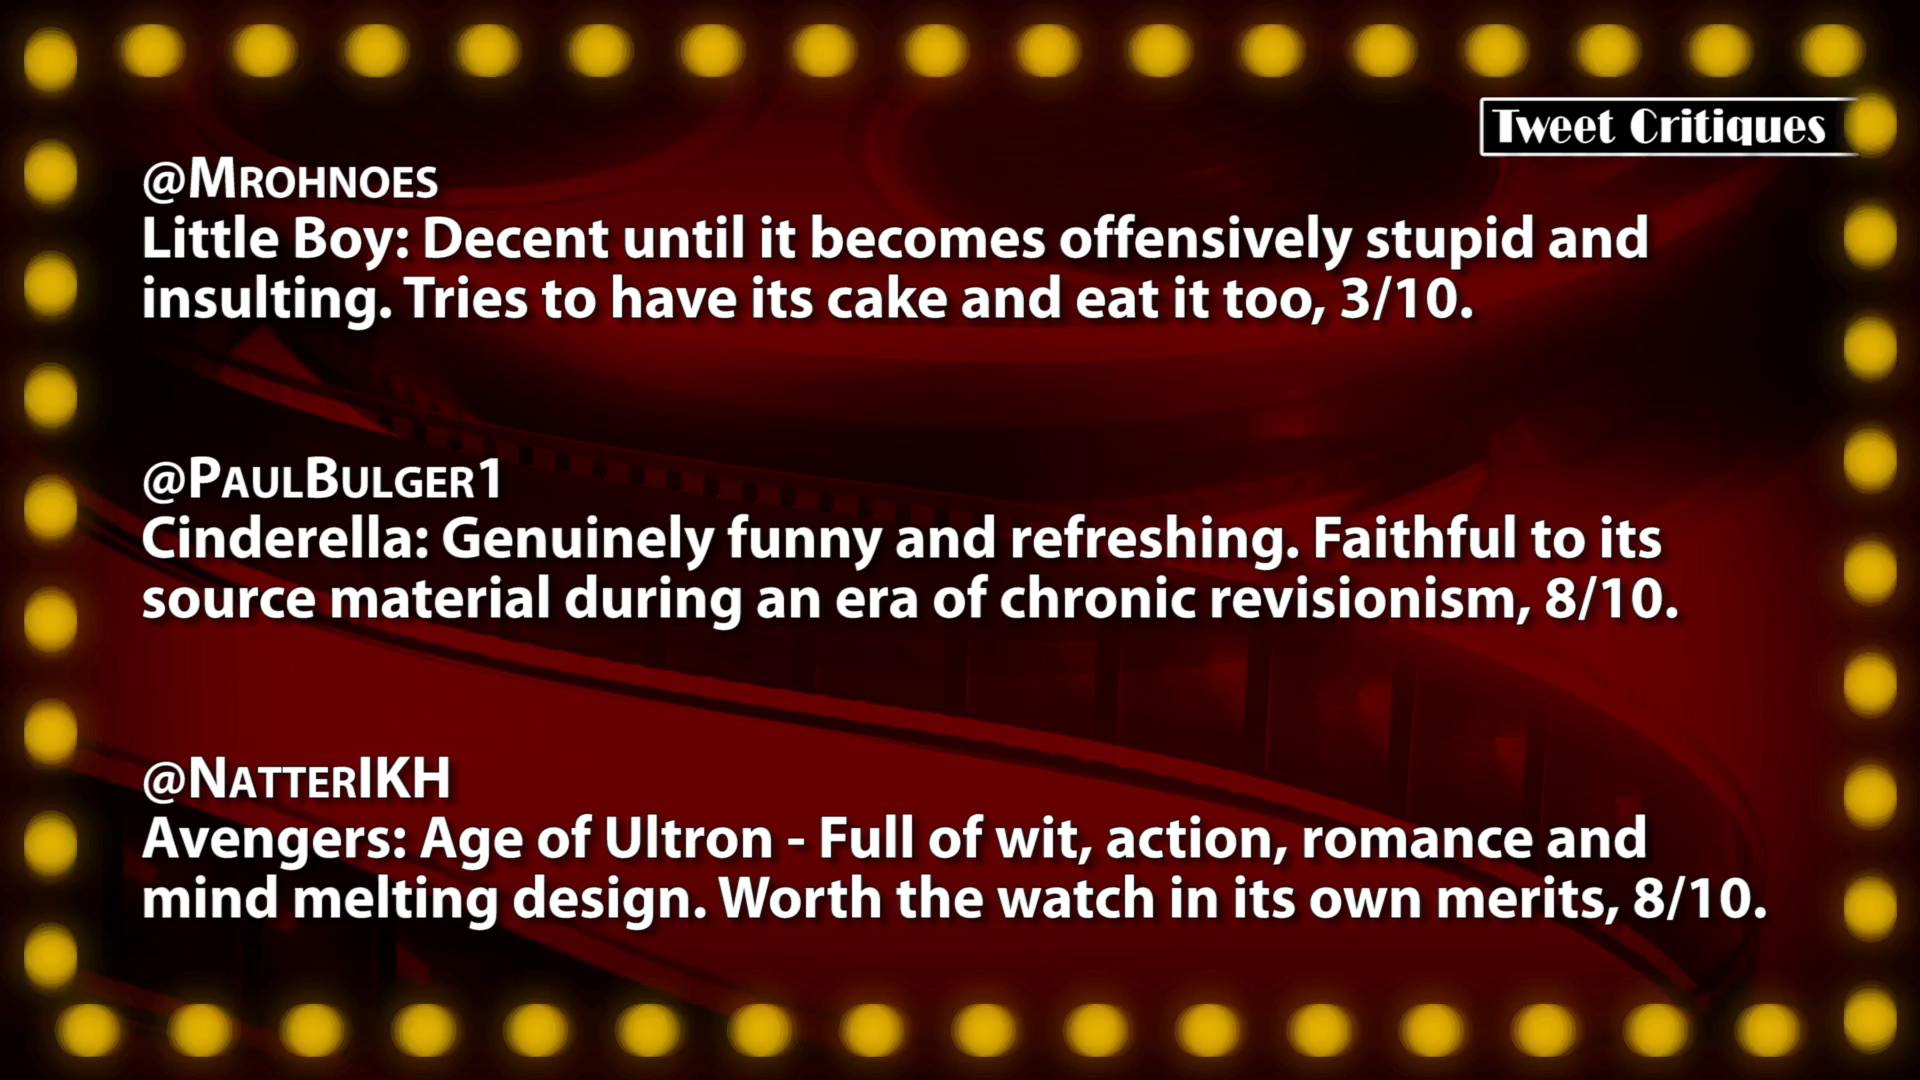 Tweet Critiques
@MROHNOES
Little Boy: Decent until it becomes offensively stupid and
insulting. Tries to have its cake and eat it too, 3/10.
@PAULBULGER1
Cinderella: Genuinely funny and refreshing. Faithful to its
source material during an era of chronic revisionism, 8/10.
@NATTERIKH
Avengers: Age of Ultron - Full of wit, action, romance and
mind melting design. Worth the watch in its own merits, 8/10.